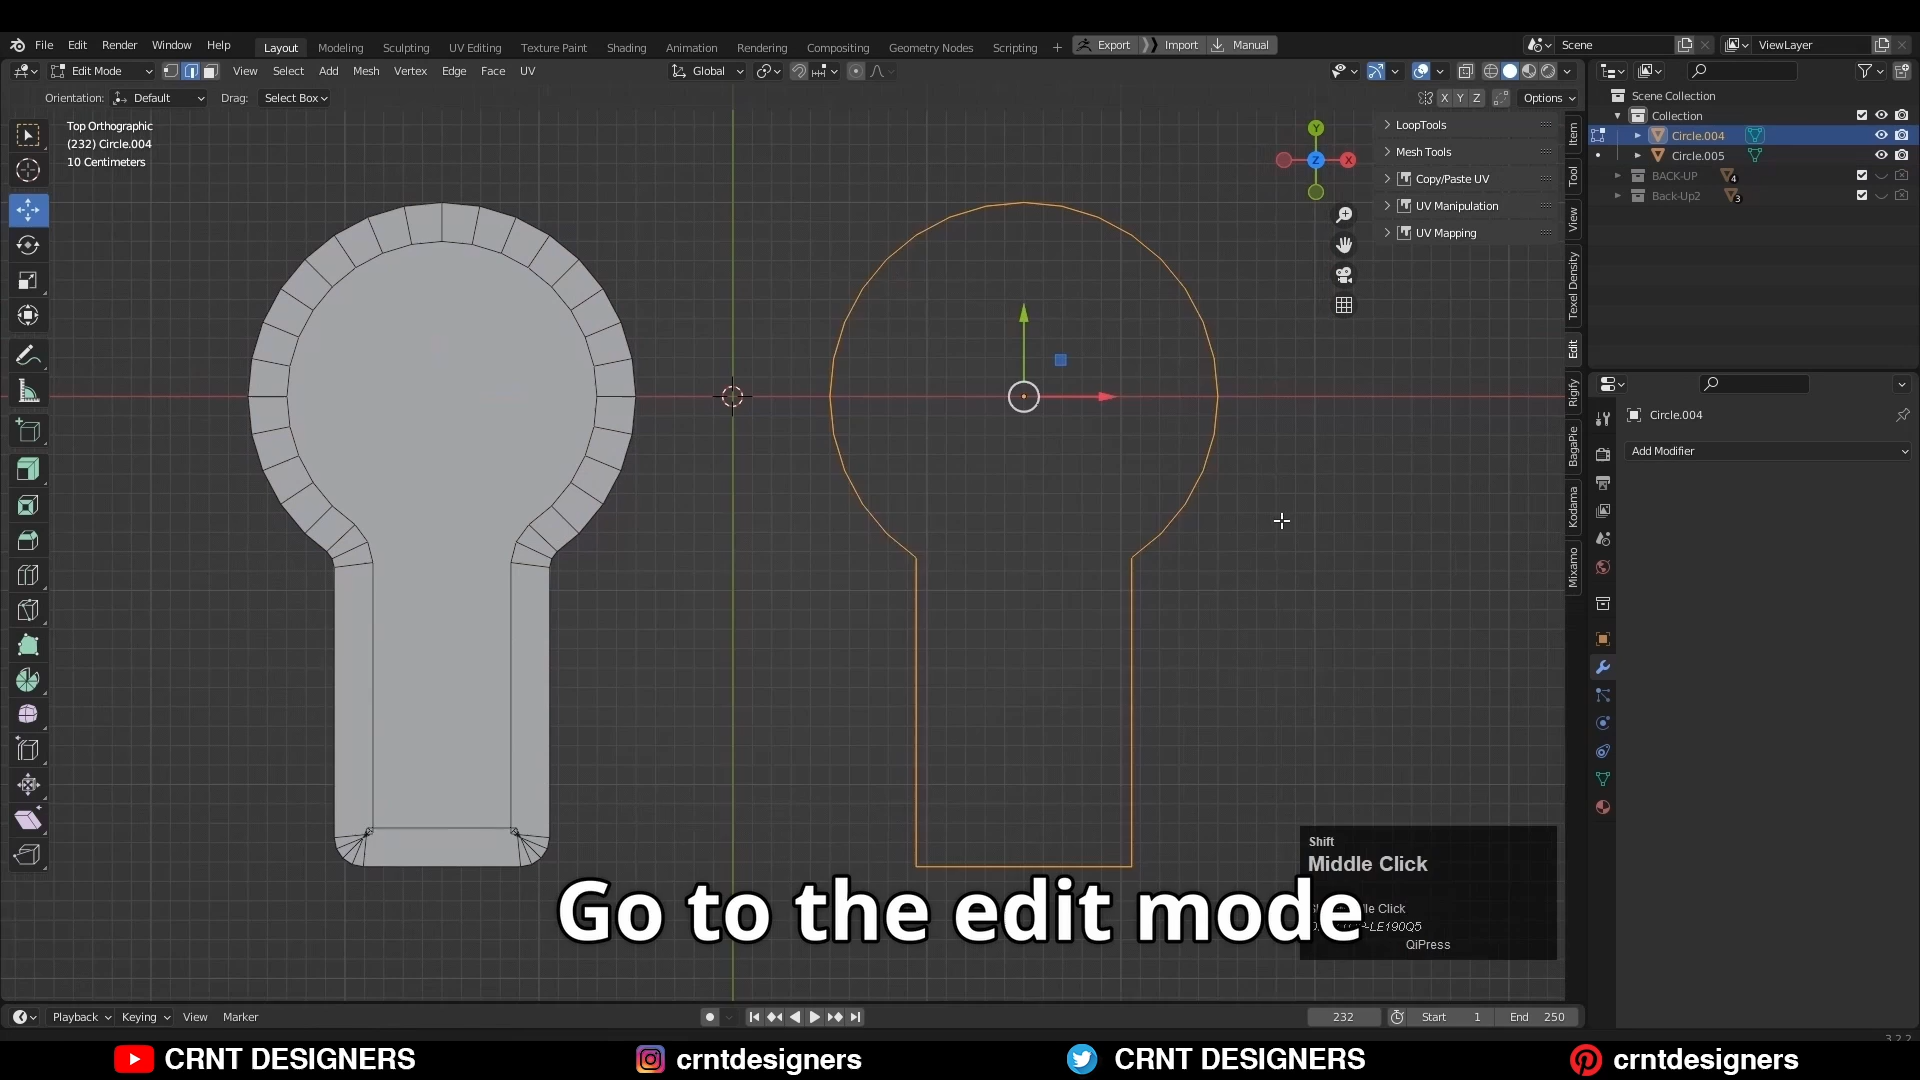 File Edit Render Window Help Layout Modeling Sculpting UV Editing Texture Paint Shading Animation Rendering Compositing Geometry Nodes Scripting + Export Import Manual Scene ViewLayer
Edit Mode View Select Add Mesh Vertex Edge Face UV Global
Orientation: Default Drag: Select Box X Y Z Options
Top Orthographic
(232) Circle.004
10 Centimeters
Y
Z X
LoopTools
Mesh Tools
Copy/Paste UV
UV Manipulation
UV Mapping
Item
Tool
View
Texel Density
Edit
Rigify
BagaPie
Kodama
Mixamo
Scene Collection
Collection
Circle.004
Circle.005
BACK-UP 4
Back-Up2 3
Circle.004
Add Modifier
Shift
Middle Click
QiPress
Go to the edit mode
Playback Keying View Marker 232 Start 1 End 250
3.2.2
CRNT DESIGNERS crntdesigners CRNT DESIGNERS crntdesigners